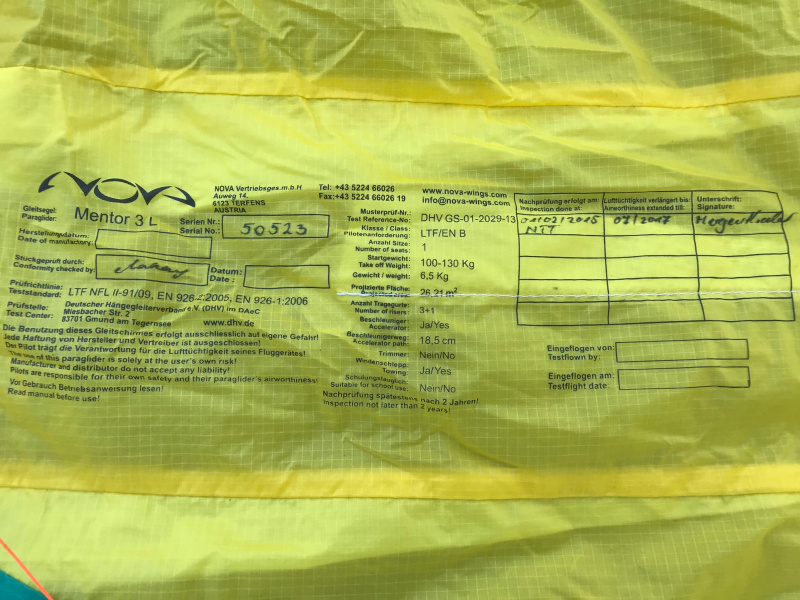 NOVA
NOVA Vertriebsges.m.b.H
Auweg 14.
6123 TERFENS
AUSTRIA
Tel: +43 5224 66026
Fax:+43 5224 66026 19
www.nova-wings.com
info@nova-wings.com
Gleitsegel:
Paraglider:
Mentor 3 L
Serien Nr.:
Serial No.:
50523
Herstellungsdatum:
Date of manufactory:
Stückgeprüft durch:
Conformity checked by:
Datum:
Date :
Prüfrichtlinie:
Teststandard:
LTF NFL II-91/09, EN 926-2:2005, EN 926-1:2006
Prüfstelle:
Test Center:
Deutscher Hängegleiterverband e.V. (DHV) im DAeC
Miesbacher Str. 2
83701 Gmund am Tegernsee
www.dhv.de
Die Benutzung dieses Gleitschirmes erfolgt ausschliesslich auf eigene Gefahr!
Jede Haftung von Hersteller und Vertreiber ist ausgeschlossen!
Der Pilot trägt die Verantwortung für die Lufttüchtigkeit seines Fluggerätes!
The use of this paraglider is solely at the user's own risk!
Manufacturer and distributor do not accept any liability!
Pilots are responsible for their own safety and their paraglider's airworthiness!
Vor Gebrauch Betriebsanweisung lesen!
Read manual before use!
Musterprüf-Nr.:
Test Reference-No:
DHV GS-01-2029-13
Klasse / Class:
Pilotenanforderung:
LTF/EN B
Anzahl Sitze:
Number of seats:
1
Startgewicht:
Take off Weight:
100-130 Kg
Gewicht / weight:
6,5 Kg
Projizierte Fläche:
Projected area:
26,21 m²
Anzahl Tragegurte:
Number of risers:
3+1
Beschleuniger:
Accelerator:
Ja/Yes
Beschleunigerweg:
Accelerator path:
18,5 cm
Trimmer:
Nein/No
Windenschlepp:
Towing:
Ja/Yes
Schulungstauglich:
Suitable for school use:
Nein/No
Nachprüfung spätestens nach 2 Jahren!
Inspection not later than 2 years!
Nachprüfung erfolgt am:
Inspection done at:
Lufttüchtigkeit verlängert bis:
Airworthiness extended till:
Unterschrift:
Signature:
07/2017
Eingeflogen von:
Testflown by:
Eingeflogen am:
Testflight date: